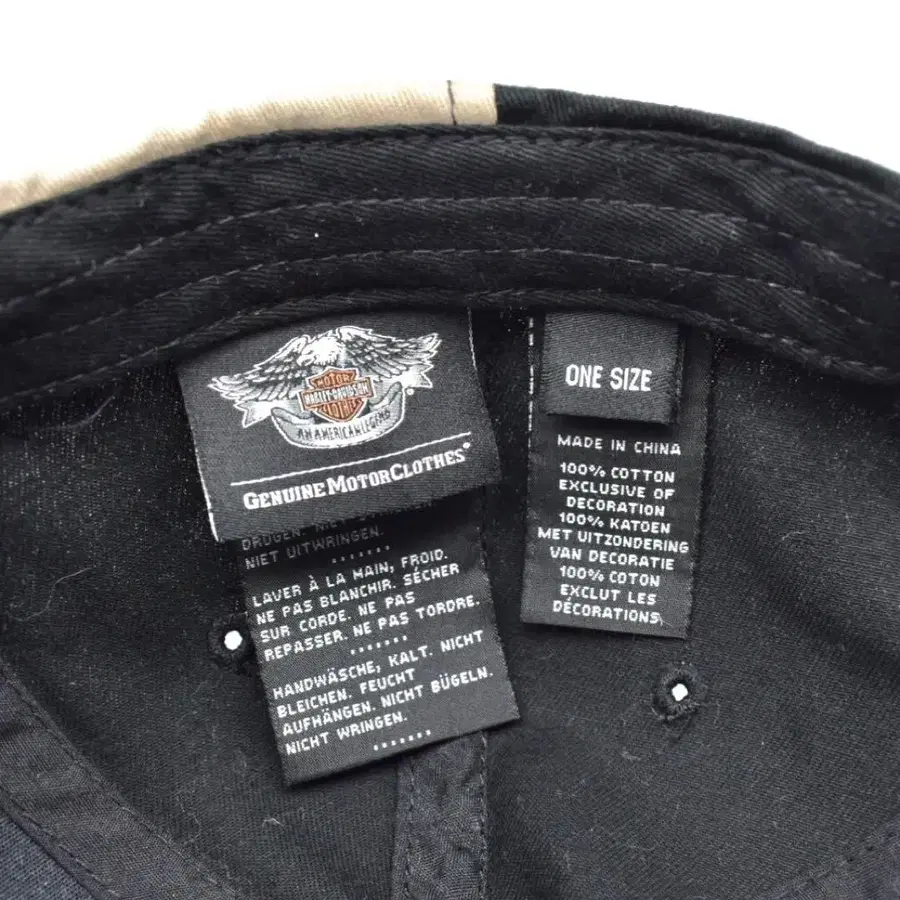 MOTOR
HARLEY-DAVIDSON
CLOTHES
AN AMERICAN LEGEND
GENUINE MOTORCLOTHES®
DROGEN. NIET
NIET UITWRINGEN.
.......
LAVER À LA MAIN, FROID.
NE PAS BLANCHIR. SÉCHER
SUR CORDE. NE PAS
REPASSER. NE PAS TORDRE.
.......
HANDWÄSCHE, KALT. NICHT
BLEICHEN. FEUCHT
AUFHÄNGEN. NICHT BÜGELN.
NICHT WRINGEN.
.......
ONE SIZE
MADE IN CHINA
100% COTTON
EXCLUSIVE OF
DECORATION
100% KATOEN
MET UITZONDERING
VAN DECORATIE
100% COTON
EXCLUT LES
DÉCORATIONS